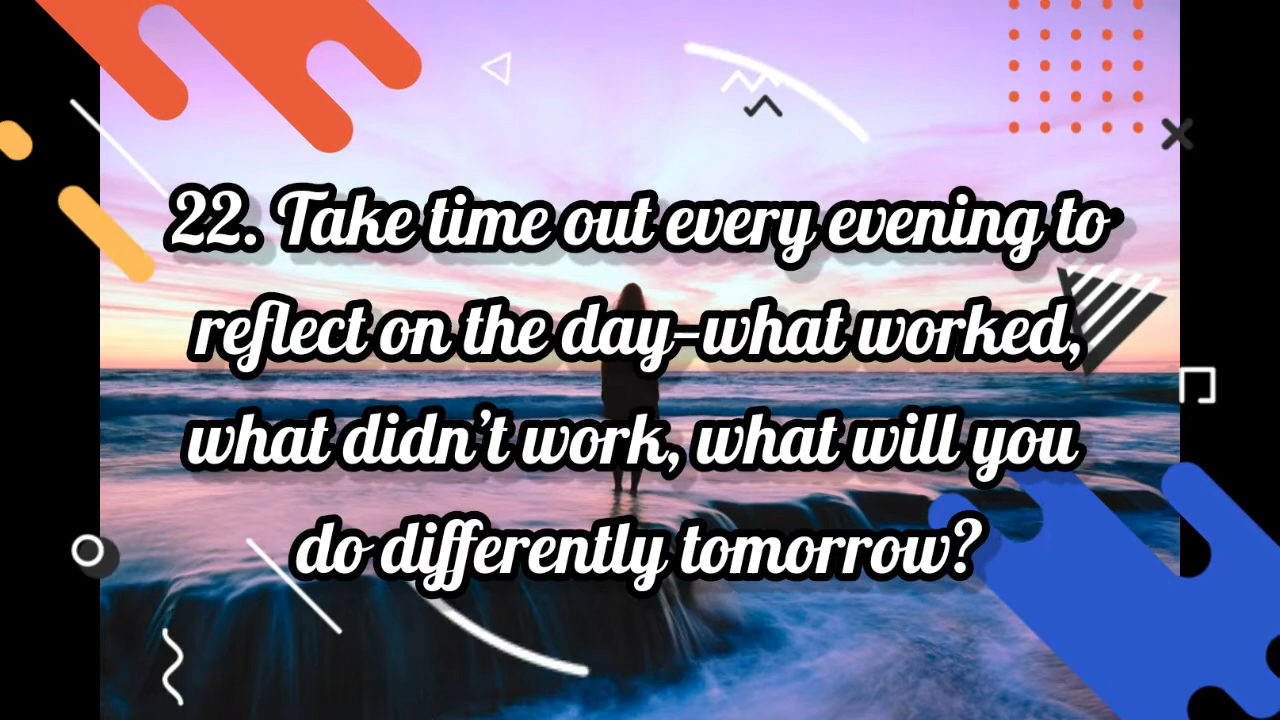 22. Take time out every evening to
reflect on the day–what worked,
what didn’t work, what will you
do differently tomorrow?